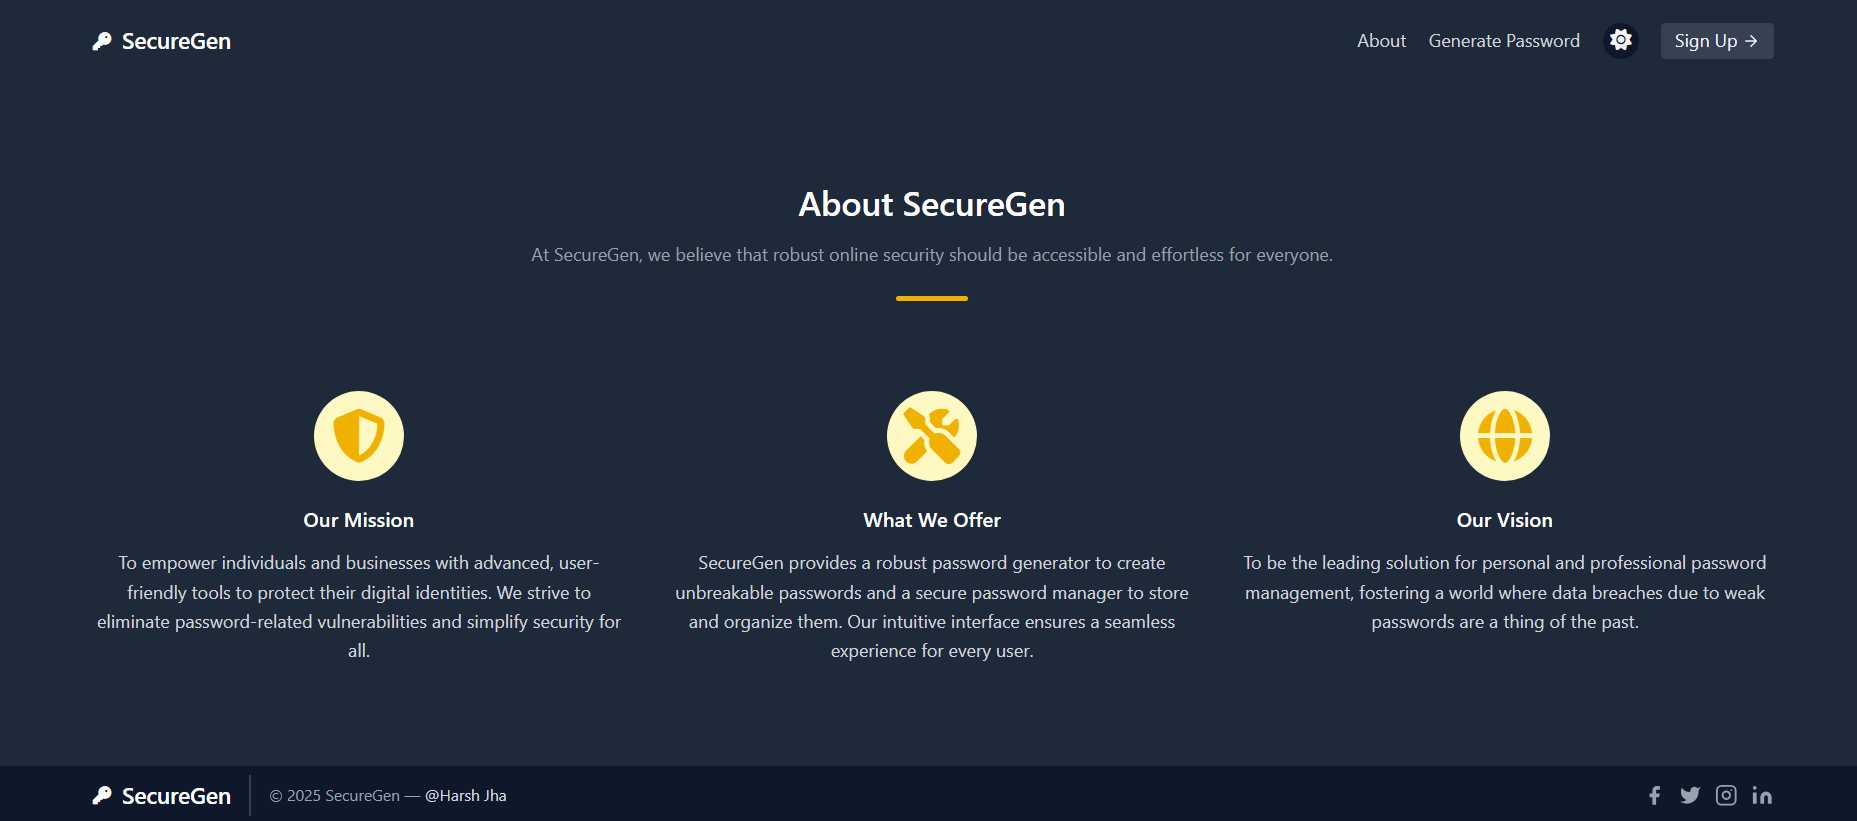 SecureGen
About
Generate Password
Sign Up →
About SecureGen
At SecureGen, we believe that robust online security should be accessible and effortless for everyone.
Our Mission
To empower individuals and businesses with advanced, user-
friendly tools to protect their digital identities. We strive to
eliminate password-related vulnerabilities and simplify security for
all.
What We Offer
SecureGen provides a robust password generator to create
unbreakable passwords and a secure password manager to store
and organize them. Our intuitive interface ensures a seamless
experience for every user.
Our Vision
To be the leading solution for personal and professional password
management, fostering a world where data breaches due to weak
passwords are a thing of the past.
SecureGen
© 2025 SecureGen — @Harsh Jha